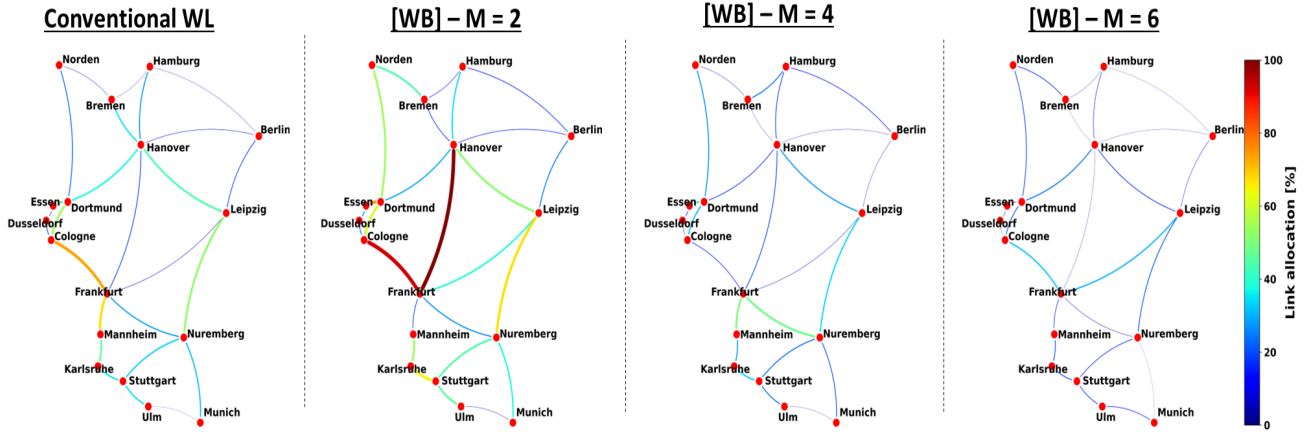 Conventional WL
[WB] – M = 2
[WB] – M = 4
[WB] – M = 6
Norden
Hamburg
Bremen
Berlin
Hanover
Essen
Dortmund
Dusseldorf
Leipzig
Cologne
Frankfurt
Mannheim
Nuremberg
Karlsruhe
Stuttgart
Ulm
Munich
Norden
Hamburg
Bremen
Berlin
Hanover
Essen
Dortmund
Dusseldorf
Leipzig
Cologne
Frankfurt
Mannheim
Nuremberg
Karlsruhe
Stuttgart
Ulm
Munich
Norden
Hamburg
Bremen
Berlin
Hanover
Essen
Dortmund
Dusseldorf
Leipzig
Cologne
Frankfurt
Mannheim
Nuremberg
Karlsruhe
Stuttgart
Ulm
Munich
Norden
Hamburg
Bremen
Berlin
Hanover
Essen
Dortmund
Dusseldorf
Leipzig
Cologne
Frankfurt
Mannheim
Nuremberg
Karlsruhe
Stuttgart
Ulm
Munich
100
80
60
40
20
0
Link allocation [%]